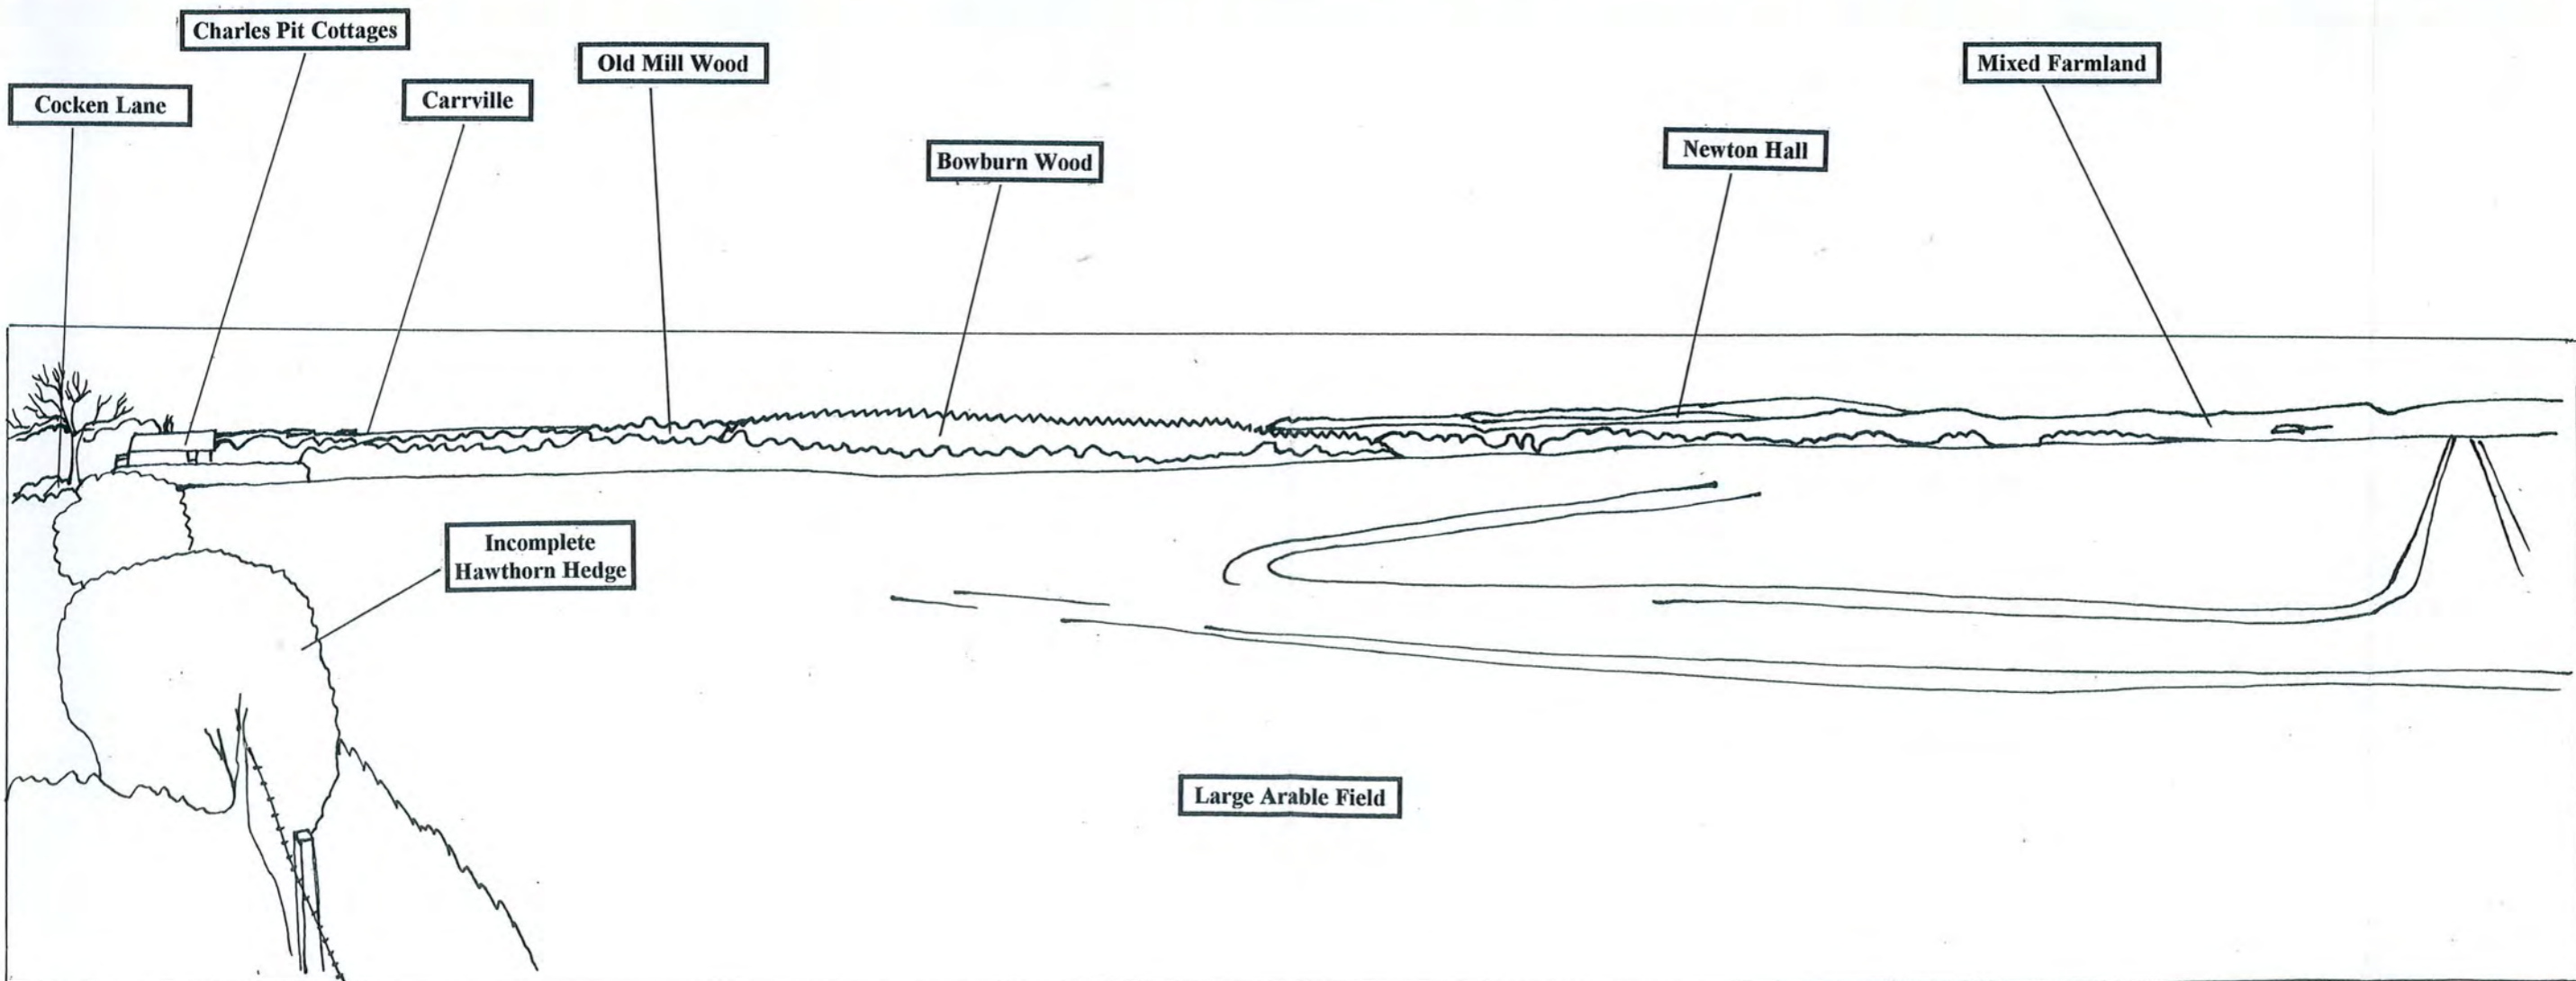 Charles Pit Cottages
Cocken Lane
Carrville
Old Mill Wood
Bowburn Wood
Newton Hall
Mixed Farmland
Incomplete
Hawthorn Hedge
Large Arable Field